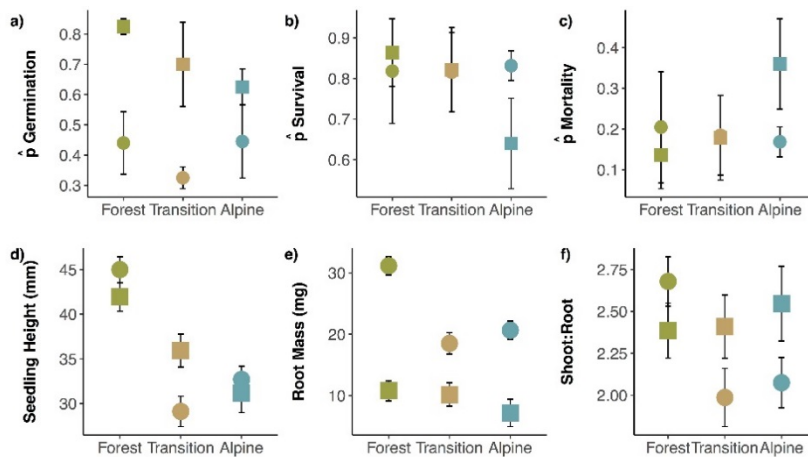 a)
p̂ Germination
0.8
0.7
0.6
0.5
0.4
0.3
Forest Transition Alpine
b)
p̂ Survival
0.9
0.8
0.7
0.6
Forest Transition Alpine
c)
p̂ Mortality
0.4
0.3
0.2
0.1
Forest Transition Alpine
d)
Seedling Height (mm)
45
40
35
30
Forest Transition Alpine
e)
Root Mass (mg)
30
20
10
Forest Transition Alpine
f)
Shoot:Root
2.75
2.50
2.25
2.00
Forest Transition Alpine